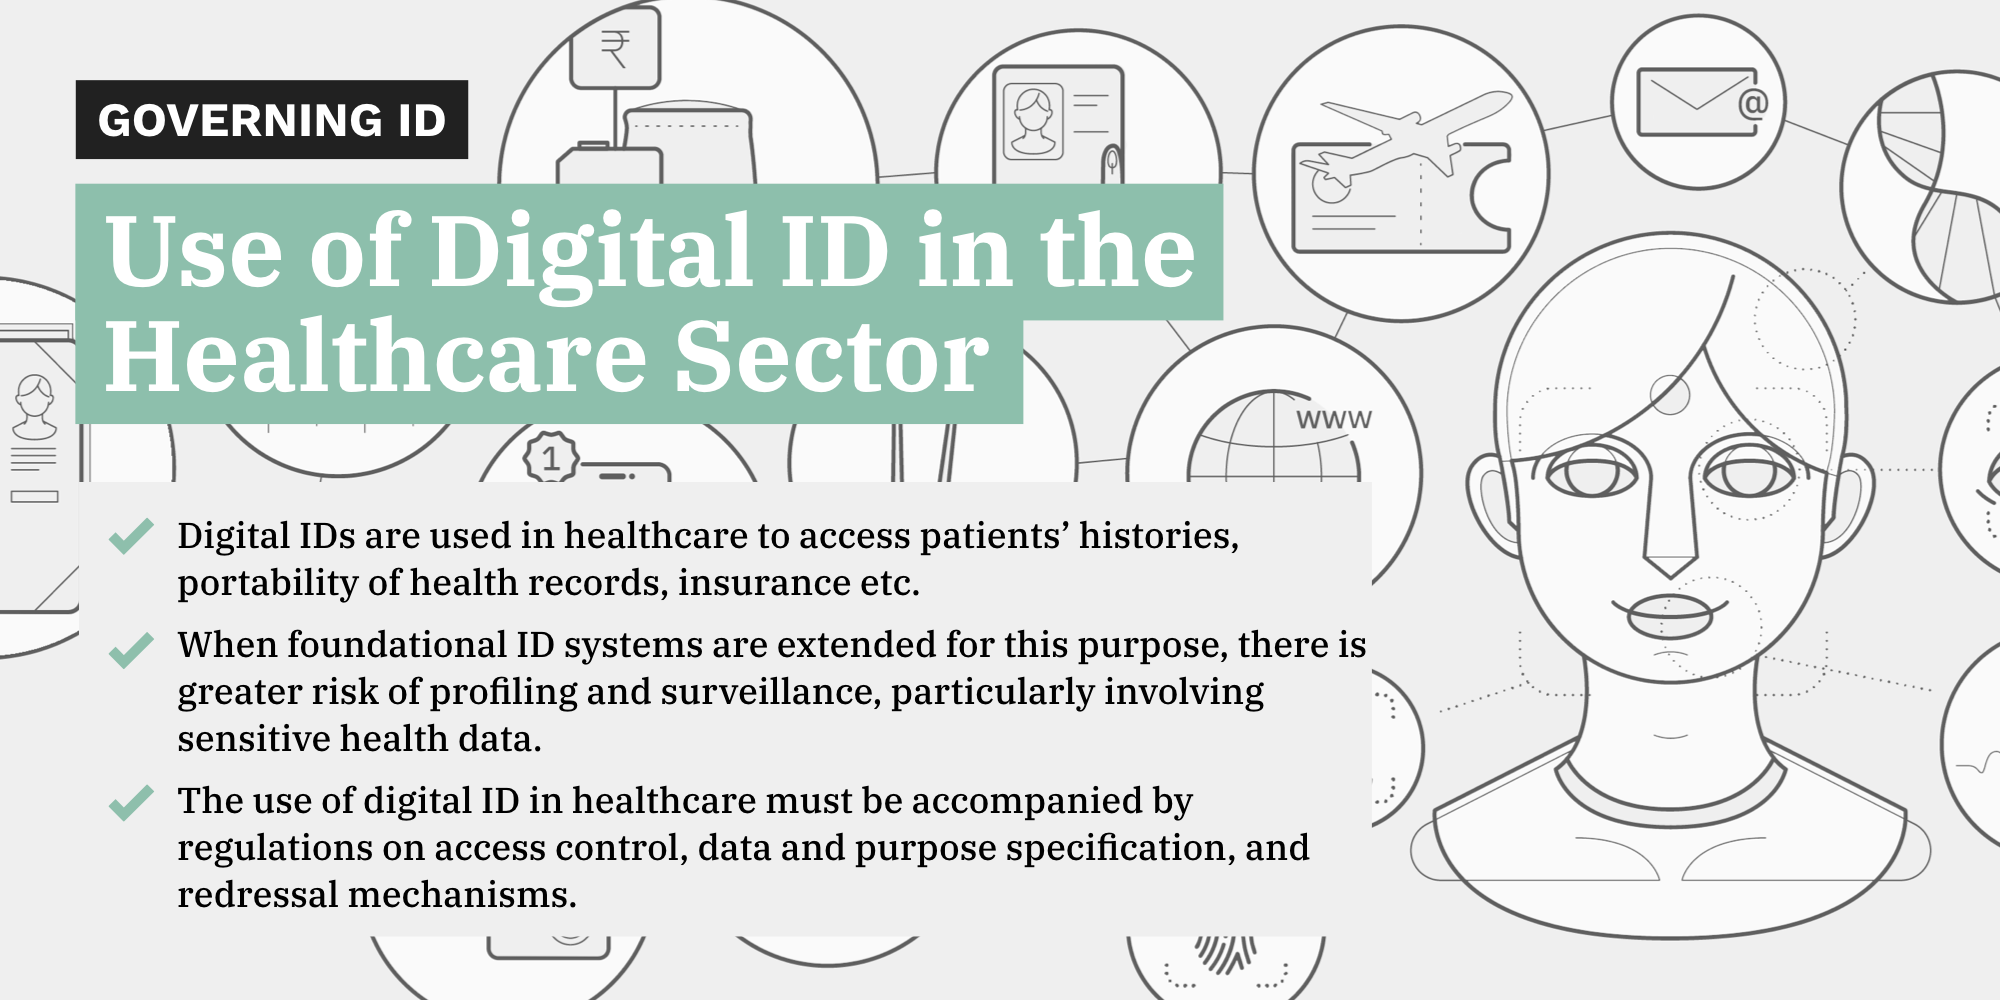 GOVERNING ID
Use of Digital ID in the
Healthcare Sector
₹
@
www
1
Digital IDs are used in healthcare to access patients’ histories,
portability of health records, insurance etc.
When foundational ID systems are extended for this purpose, there is
greater risk of profiling and surveillance, particularly involving
sensitive health data.
The use of digital ID in healthcare must be accompanied by
regulations on access control, data and purpose specification, and
redressal mechanisms.